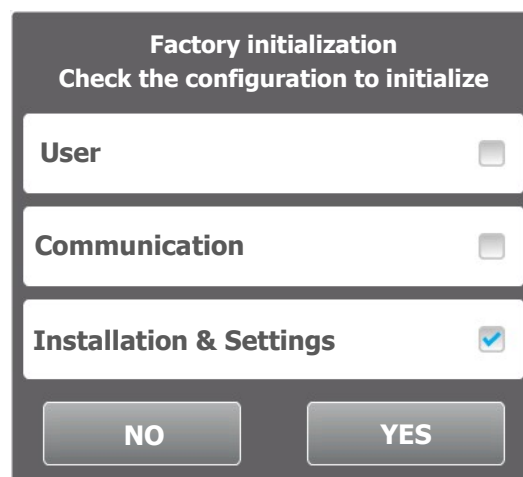 Factory initialization
Check the configuration to initialize
User
Communication
Installation & Settings
NO YES